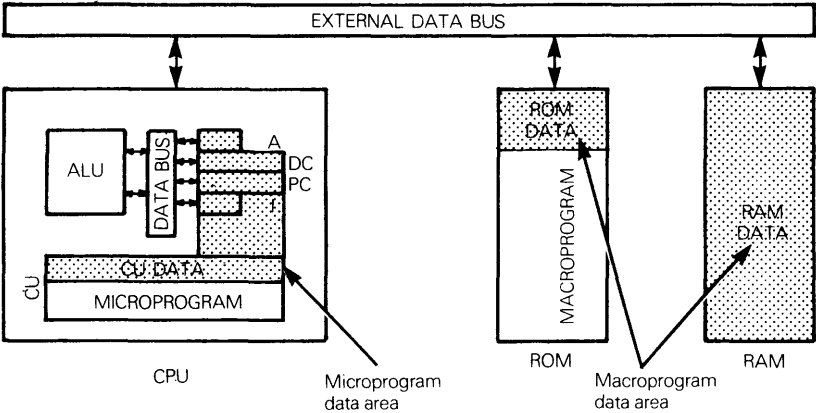 EXTERNAL DATA BUS
ALU
DATA BUS
A
DC
PC
I
CU DATA
MICROPROGRAM
CU
CPU
Microprogram
data area
ROM
DATA
MACROPROGRAM
ROM
RAM
DATA
RAM
Macroprogram
data area